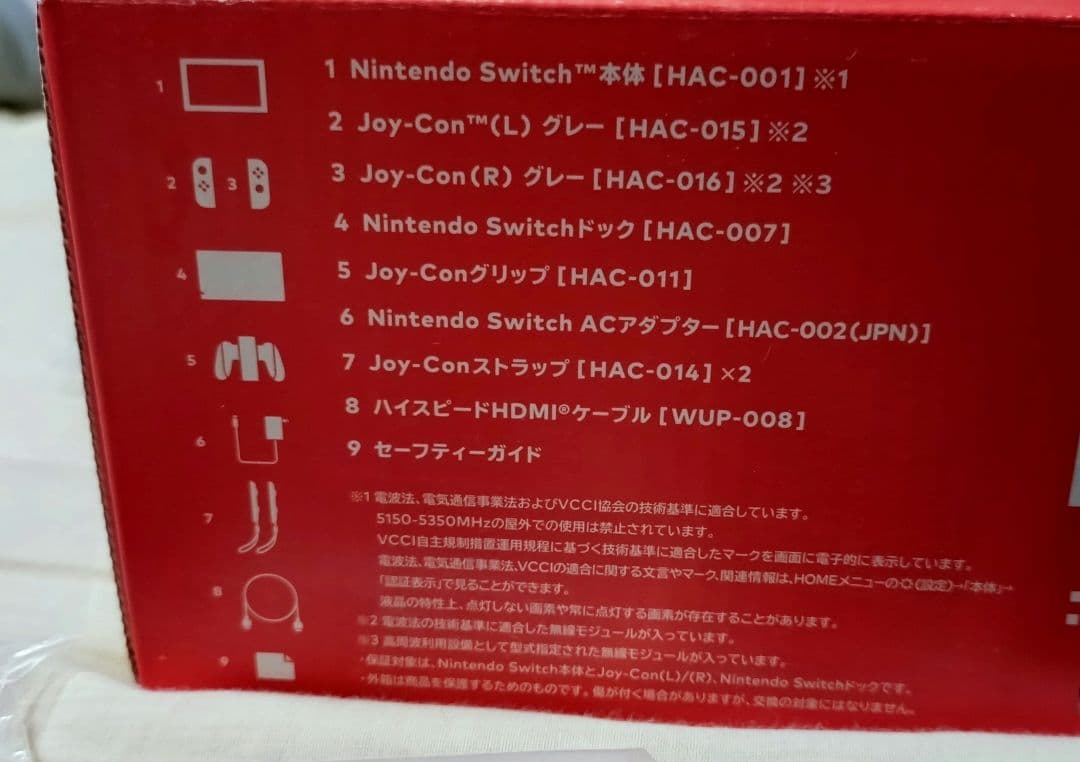 1 Nintendo Switch™本体[HAC-001]※1
2 Joy-Con™(L) グレー[HAC-015]※2
3 Joy-Con(R) グレー[HAC-016]※2 ※3
4 Nintendo Switchドック[HAC-007]
5 Joy-Conグリップ[HAC-011]
6 Nintendo Switch ACアダプター[HAC-002(JPN)]
7 Joy-Conストラップ[HAC-014]×2
8 ハイスピードHDMI®ケーブル[WUP-008]
9 セーフティーガイド
※1 電波法、電気通信事業法およびVCCI協会の技術基準に適合しています。
5150-5350MHzの屋外での使用は禁止されています。
VCCI自主規制措置運用規程に基づく技術基準に適合したマークを画面に電子的に表示しています。
電波法、電気通信事業法、VCCIの適合に関する文言やマーク、関連情報は、HOMEメニューの(設定)→「本体」→
「認証表示」で見ることができます。
液晶の特性上、点灯しない画素や常に点灯する画素が存在することがあります。
※2 電波法の技術基準に適合した無線モジュールが入っています。
※3 高周波利用設備として型式指定された無線モジュールが入っています。
・保証対象は、Nintendo Switch本体とJoy-Con(L)/(R)、Nintendo Switchドックです。
・外箱は商品を保護するためのものです。傷が付く場合がありますが、交換の対象にはなりません。
1
2
3
4
5
6
7
8
9